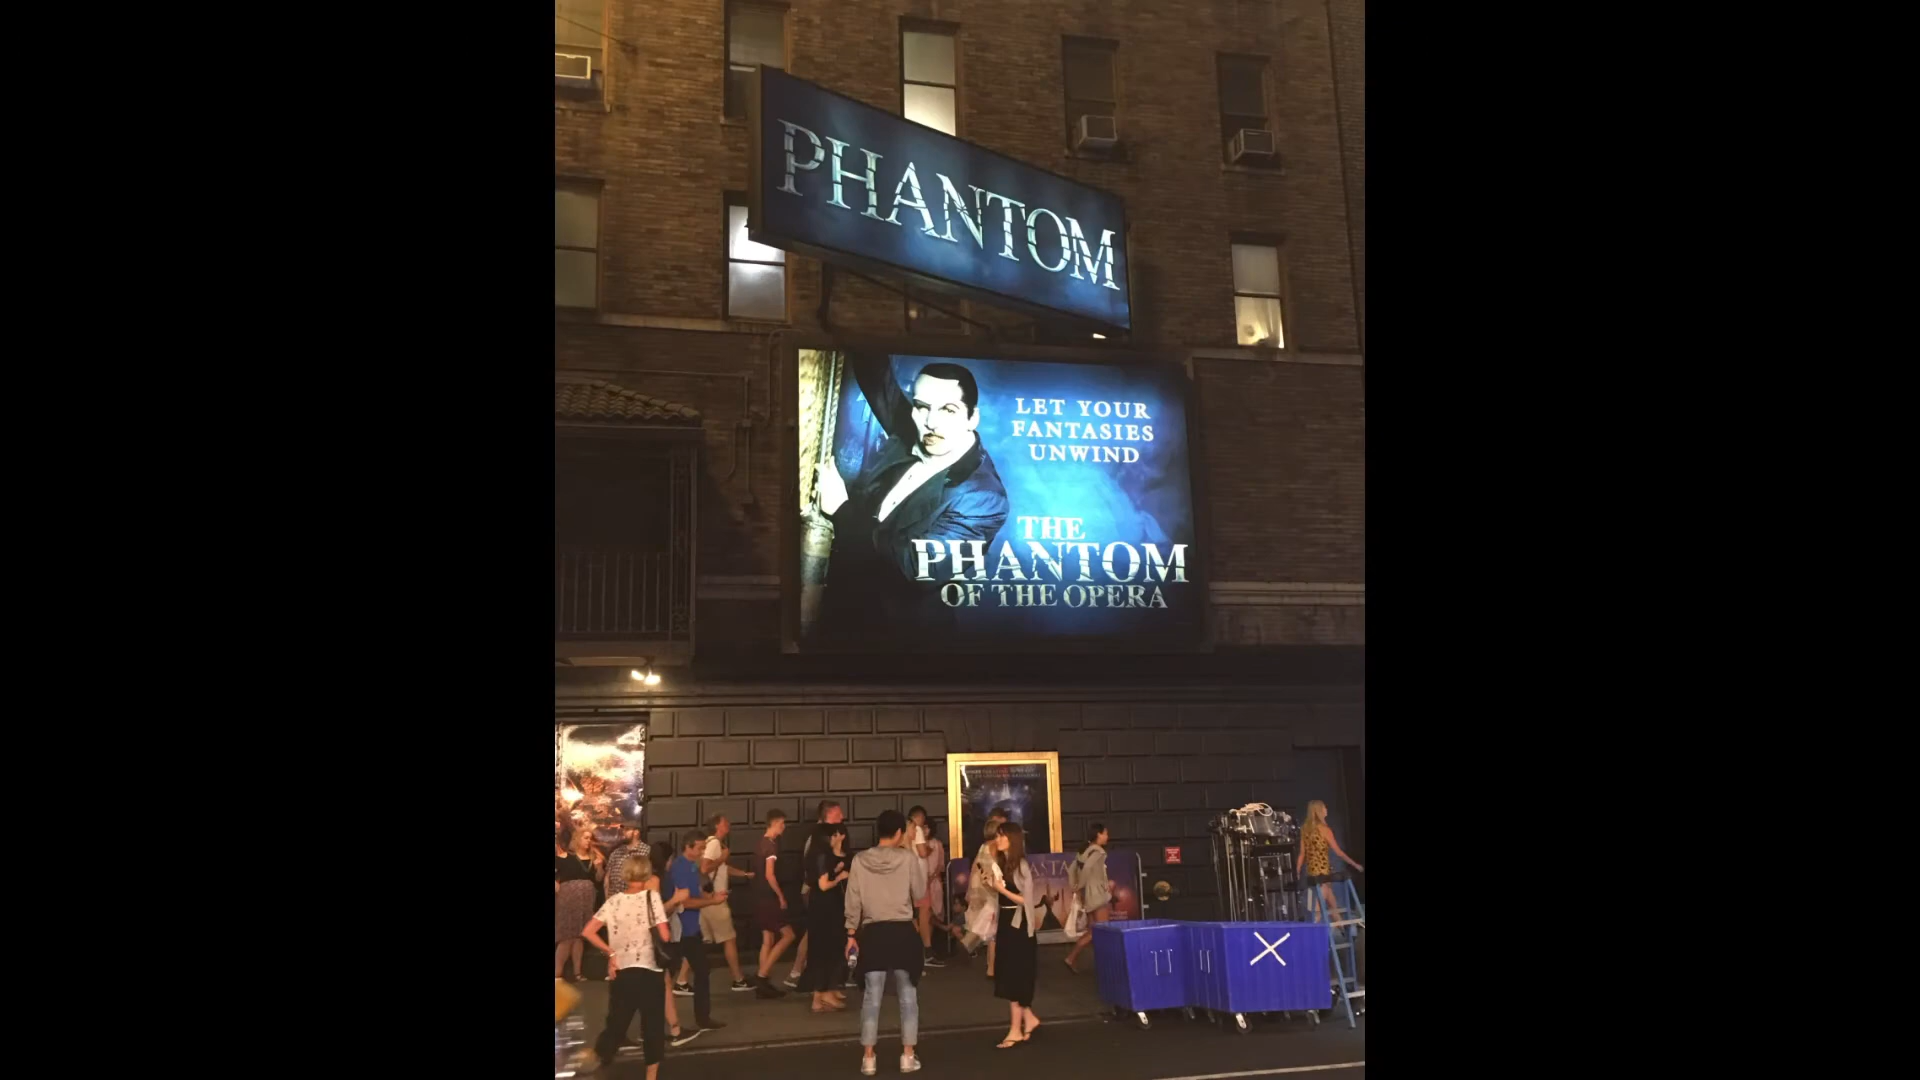 PHANTOM
LET YOUR
FANTASIES
UNWIND
THE
PHANTOM
OF THE OPERA